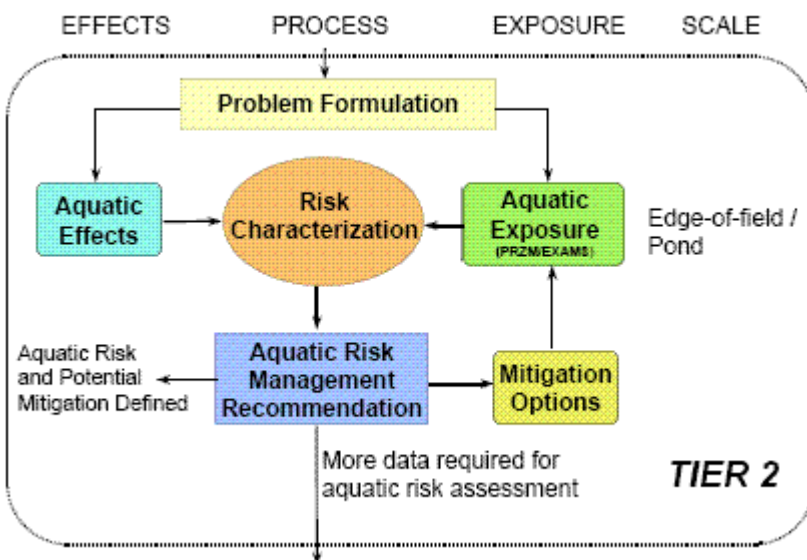 EFFECTS PROCESS EXPOSURE SCALE
Problem Formulation
Aquatic
Effects
Risk
Characterization
Aquatic
Exposure
(PRZM/EXAMS)
Edge-of-field /
Pond
Aquatic Risk
and Potential
Mitigation Defined
Aquatic Risk
Management
Recommendation
Mitigation
Options
More data required for
aquatic risk assessment
TIER 2